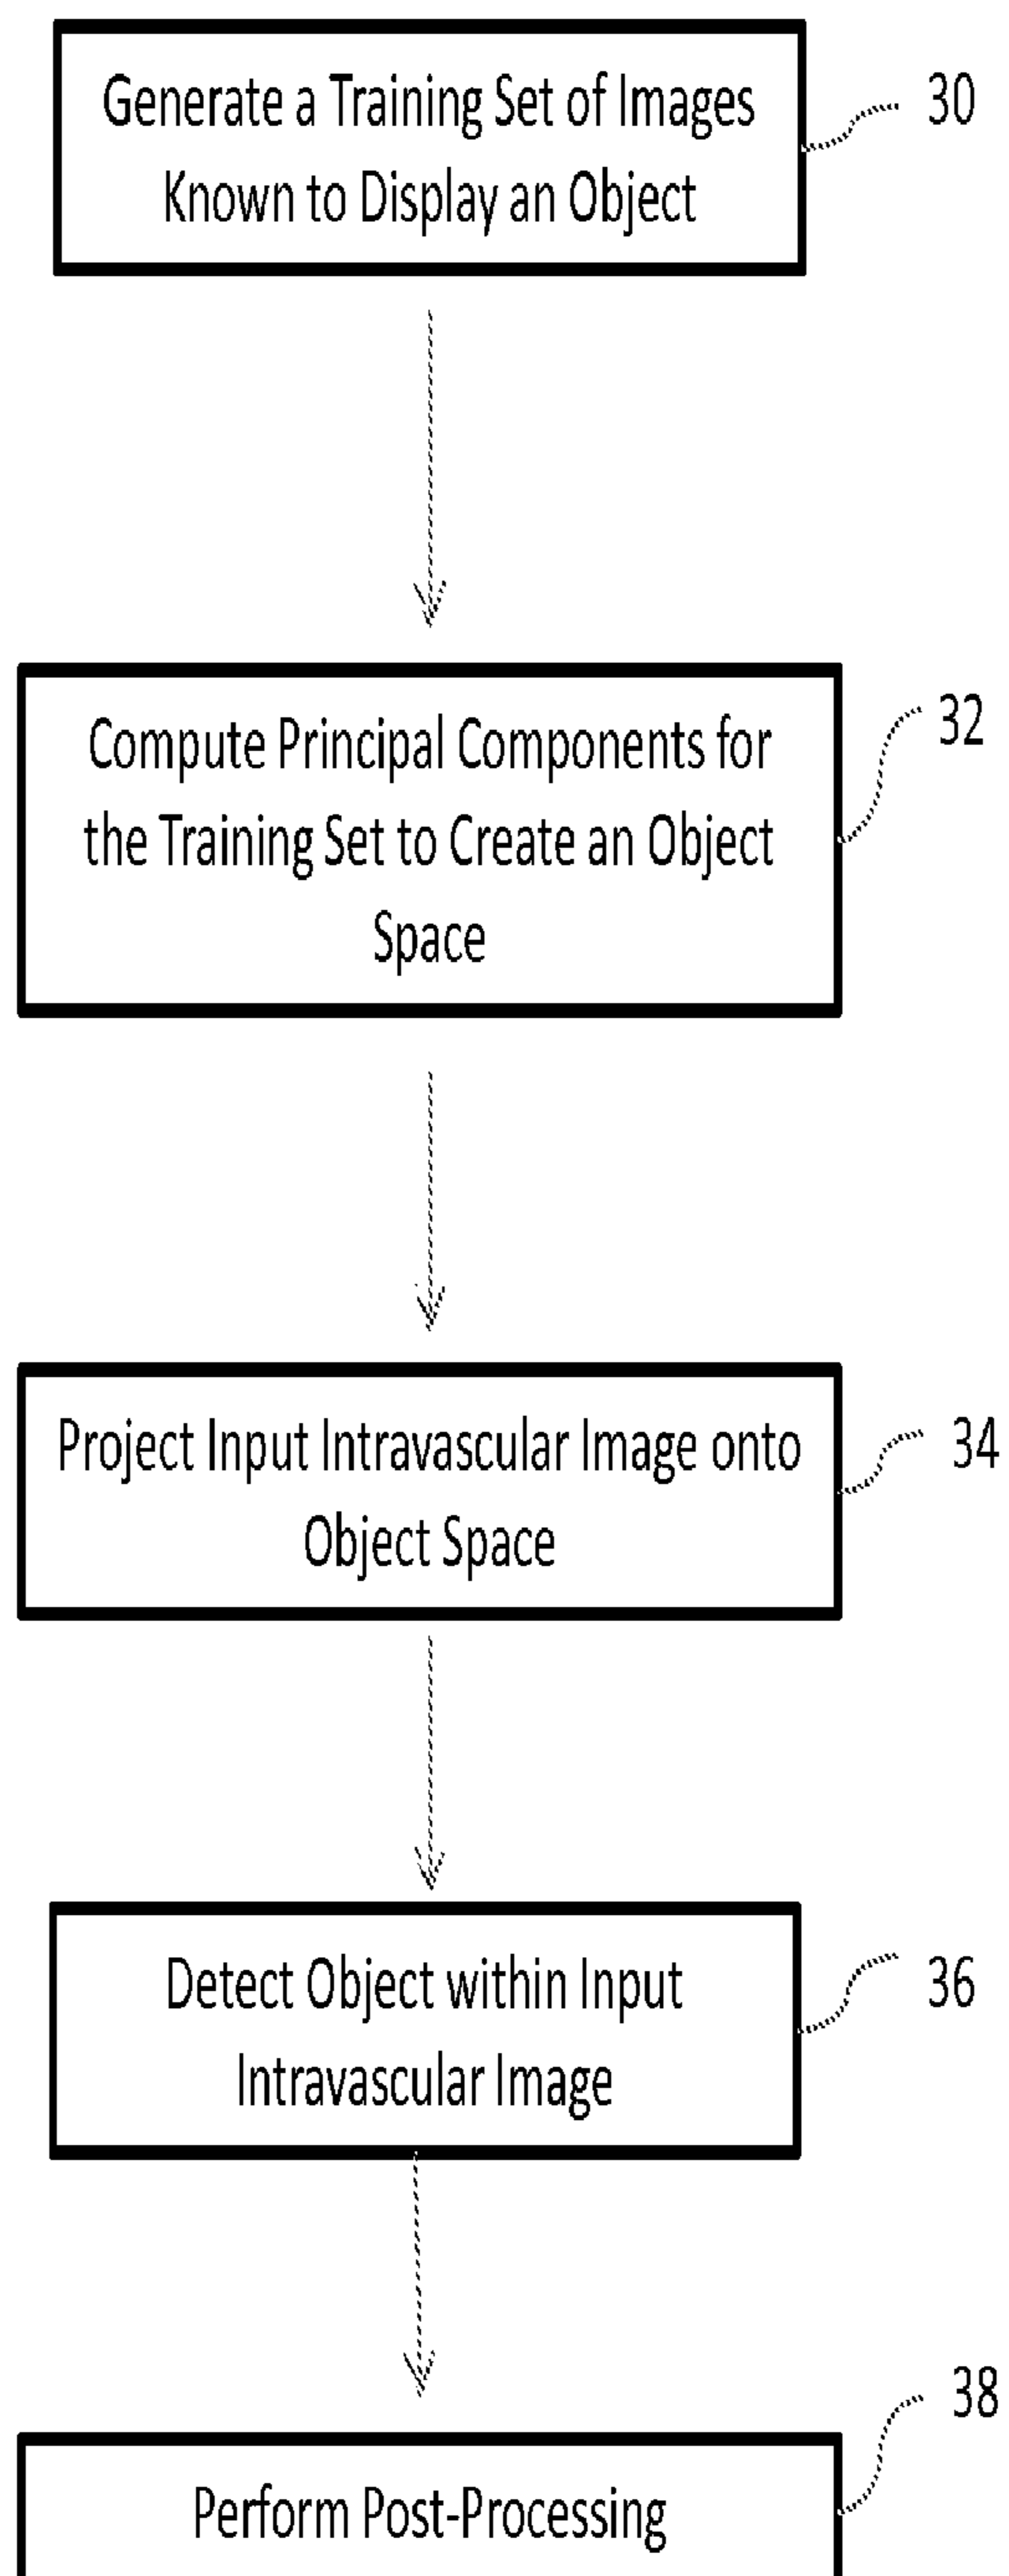 Generate a Training Set of Images
Known to Display an Object
30
Compute Principal Components for
the Training Set to Create an Object
Space
32
Project Input Intravascular Image onto
Object Space
34
Detect Object within Input
Intravascular Image
36
Perform Post-Processing
38